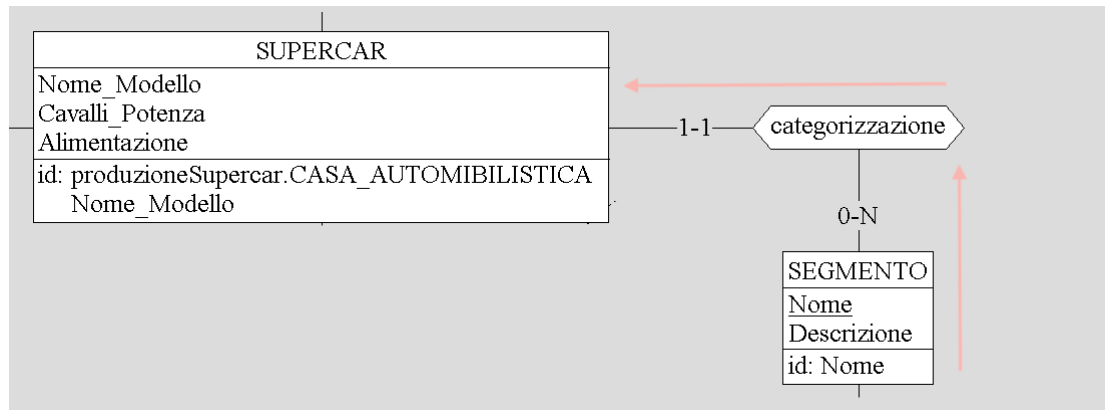 SUPERCAR
Nome_Modello
Cavalli_Potenza
Alimentazione
id: produzioneSupercar.CASA_AUTOMIBILISTICA
Nome_Modello
1-1
categorizzazione
0-N
SEGMENTO
Nome
Descrizione
id: Nome